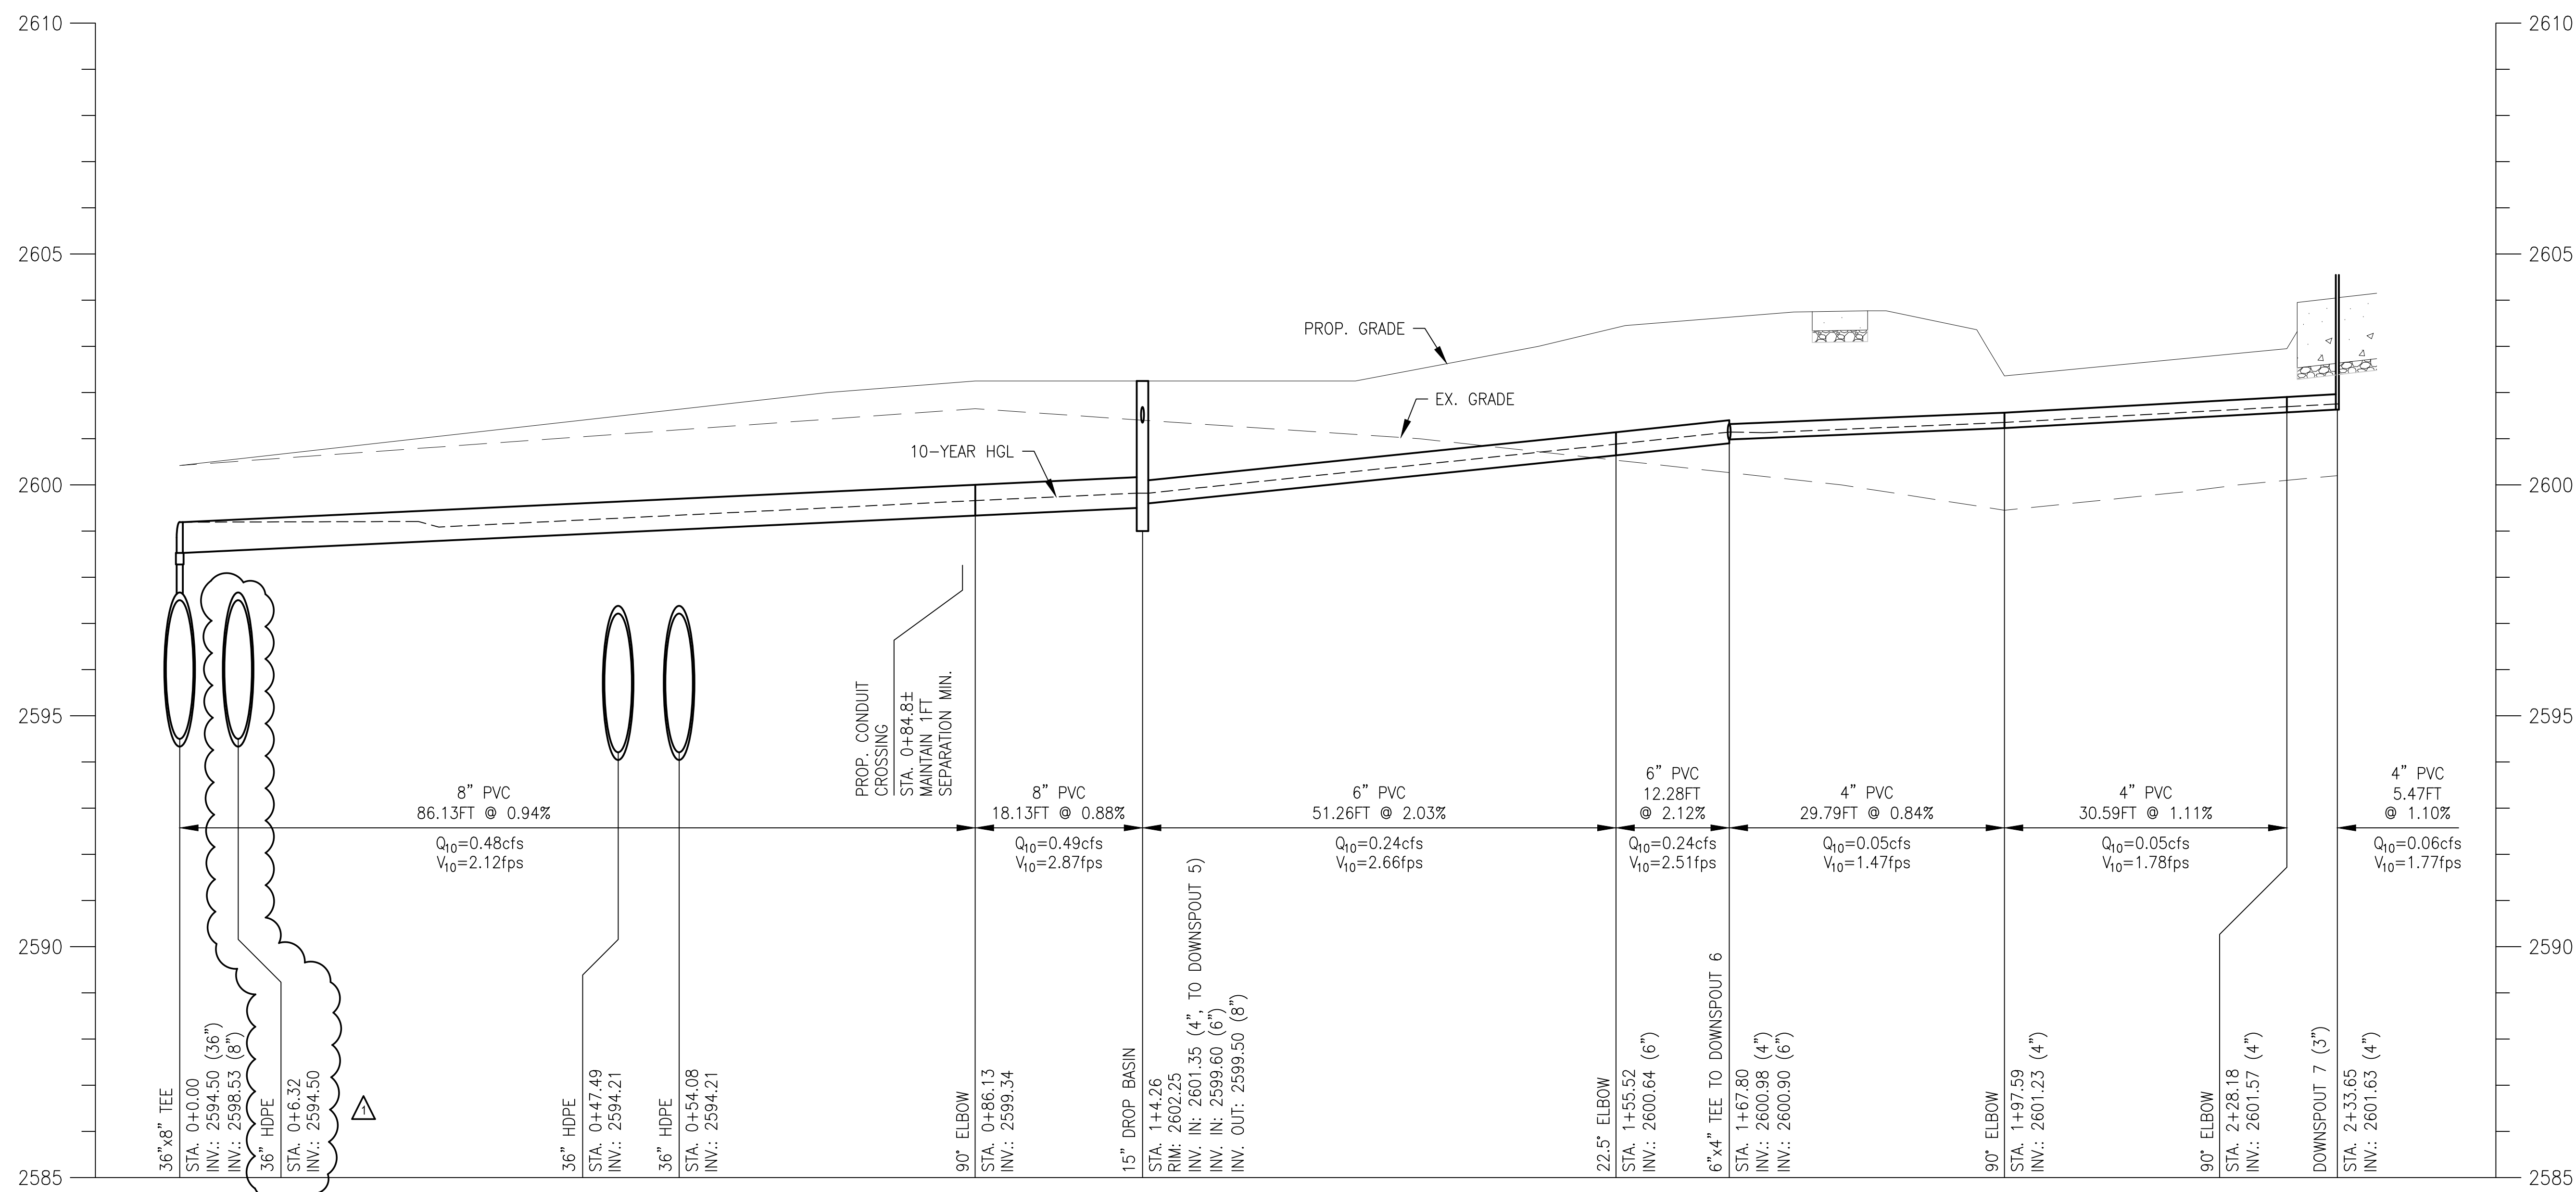 2610
2605
2600
2595
2590
2585
2610
2605
2600
2595
2590
2585
PROP. GRADE
EX. GRADE
10-YEAR HGL
PROP. CONDUIT
CROSSING
STA. 0+84.8±
MAINTAIN 1FT
SEPARATION MIN.
8" PVC
86.13FT @ 0.94%
Q10=0.48cfs
V10=2.12fps
8" PVC
18.13FT @ 0.88%
Q10=0.49cfs
V10=2.87fps
6" PVC
51.26FT @ 2.03%
Q10=0.24cfs
V10=2.66fps
6" PVC
12.28FT
@ 2.12%
Q10=0.24cfs
V10=2.51fps
4" PVC
29.79FT @ 0.84%
Q10=0.05cfs
V10=1.47fps
4" PVC
30.59FT @ 1.11%
Q10=0.05cfs
V10=1.78fps
4" PVC
5.47FT
@ 1.10%
Q10=0.06cfs
V10=1.77fps
36"x8" TEE
STA. 0+0.00
INV.: 2594.50 (36")
INV.: 2598.53 (8")
36" HDPE
STA. 0+6.32
INV.: 2594.50
1
36" HDPE
STA. 0+47.49
INV.: 2594.21
36" HDPE
STA. 0+54.08
INV.: 2594.21
90° ELBOW
STA. 0+86.13
INV.: 2599.34
15" DROP BASIN
STA. 1+4.26
RIM: 2602.25
INV. IN: 2601.35 (4", TO DOWNSPOUT 5)
INV. IN: 2599.60 (6")
INV. OUT: 2599.50 (8")
22.5° ELBOW
STA. 1+55.52
INV.: 2600.64 (6")
6"x4" TEE TO DOWNSPOUT 6
STA. 1+67.80
INV.: 2600.98 (4")
INV.: 2600.90 (6")
90° ELBOW
STA. 1+97.59
INV.: 2601.23 (4")
90° ELBOW
STA. 2+28.18
INV.: 2601.57 (4")
DOWNSPOUT 7 (3")
STA. 2+33.65
INV.: 2601.63 (4")